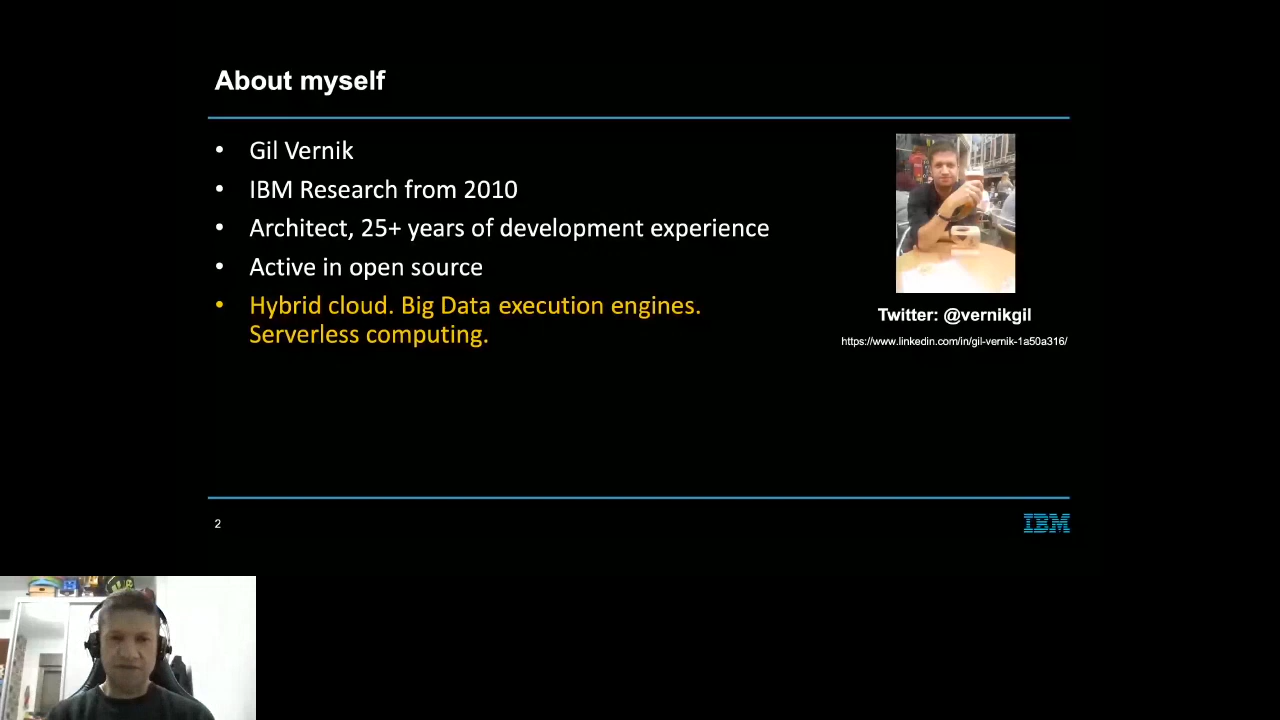 About myself
• Gil Vernik
• IBM Research from 2010
• Architect, 25+ years of development experience
• Active in open source
• Hybrid cloud. Big Data execution engines.
Serverless computing.
Twitter: @vernikgil
https://www.linkedin.com/in/gil-vernik-1a50a316/
2
IBM